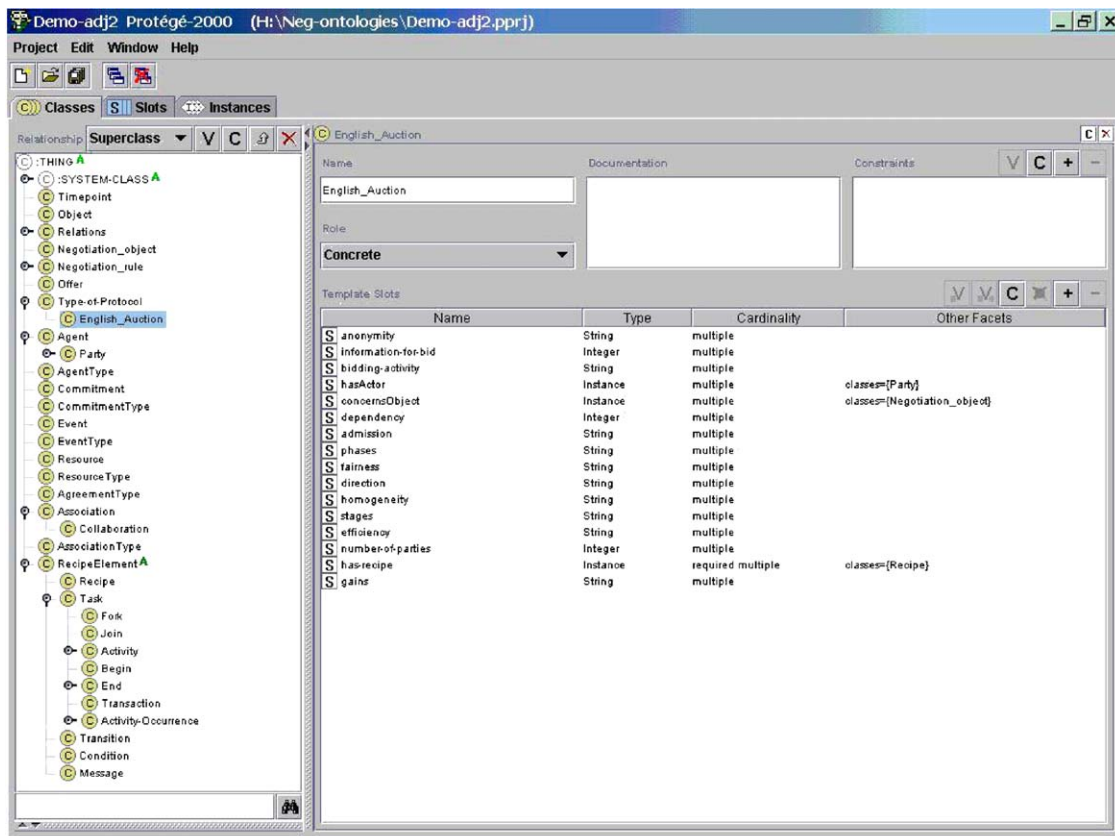 Demo-adj2 Protégé-2000 (H:\Neg-ontologies\Demo-adj2.pprj)
Project Edit Window Help
C Classes S Slots Instances
Relationship Superclass V C
C :THING A
C :SYSTEM-CLASS A
C Timepoint
C Object
C Relations
C Negotiation_object
C Negotiation_rule
C Offer
C Type-of-Protocol
C English_Auction
C Agent
C Party
C AgentType
C Commitment
C CommitmentType
C Event
C EventType
C Resource
C ResourceType
C AgreementType
C Association
C Collaboration
C AssociationType
C RecipeElement A
C Recipe
C Task
C Fork
C Join
C Activity
C Begin
C End
C Transaction
C Activity-Occurrence
C Transition
C Condition
C Message
C English_Auction C x
Name Documentation Constraints V C + -
English_Auction
Role
Concrete
Template Slots V V C + -
Name Type Cardinality Other Facets
S anonymity String multiple
S information-for-bid Integer multiple
S bidding-activity String multiple
S hasActor Instance multiple classes={Party}
S concernsObject Instance multiple classes={Negotiation_object}
S dependency Integer multiple
S admission String multiple
S phases String multiple
S fairness String multiple
S direction String multiple
S homogeneity String multiple
S stages String multiple
S efficiency String multiple
S number-of-parties Integer multiple
S has-recipe Instance required multiple classes={Recipe}
S gains String multiple